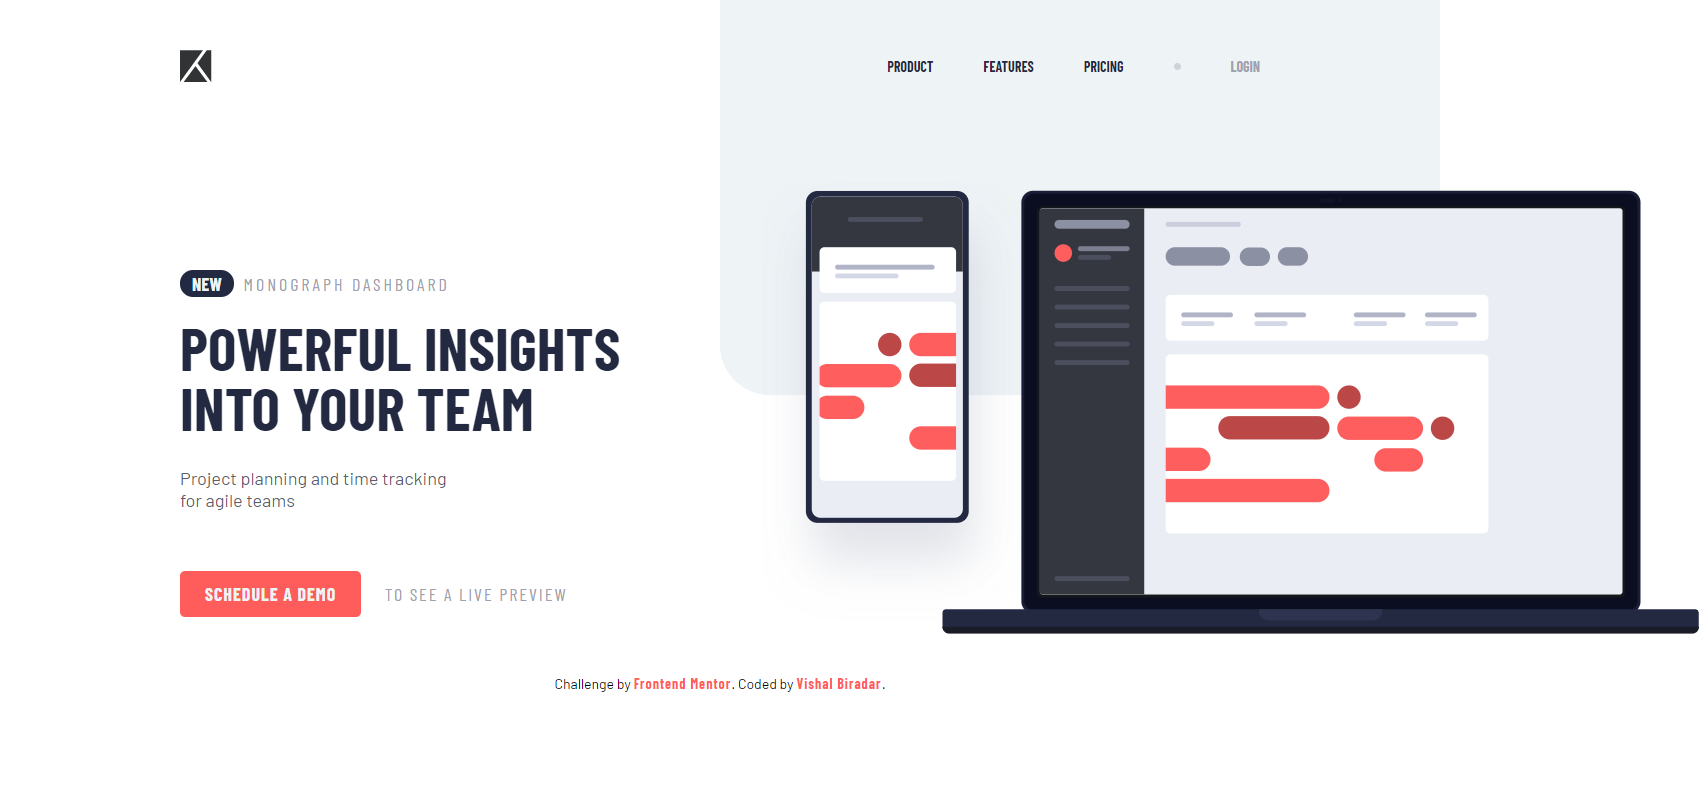 PRODUCT FEATURES PRICING LOGIN
NEW MONOGRAPH DASHBOARD
POWERFUL INSIGHTS
INTO YOUR TEAM
Project planning and time tracking
for agile teams
SCHEDULE A DEMO TO SEE A LIVE PREVIEW
Challenge by Frontend Mentor. Coded by Vishal Biradar.